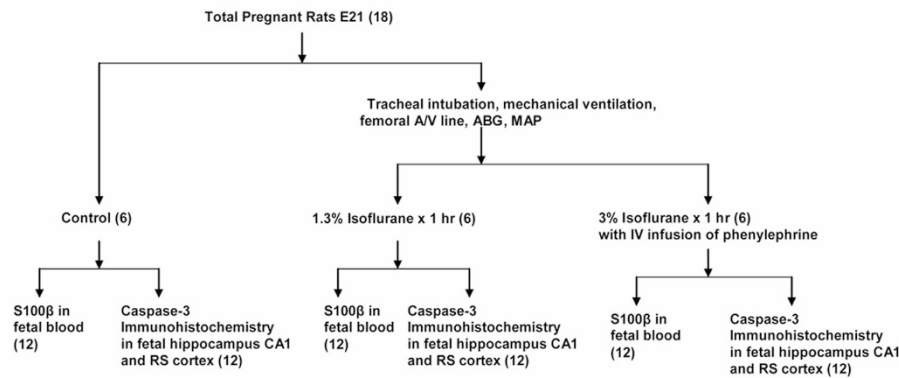 Total Pregnant Rats E21 (18)
Tracheal intubation, mechanical ventilation,
femoral A/V line, ABG, MAP
Control (6)
1.3% Isoflurane x 1 hr (6)
3% Isoflurane x 1 hr (6)
with IV infusion of phenylephrine
S100β in
fetal blood
(12)
Caspase-3
Immunohistochemistry
in fetal hippocampus CA1
and RS cortex (12)
S100β in
fetal blood
(12)
Caspase-3
Immunohistochemistry
in fetal hippocampus CA1
and RS cortex (12)
S100β in
fetal blood
(12)
Caspase-3
Immunohistochemistry
in fetal hippocampus CA1
and RS cortex (12)